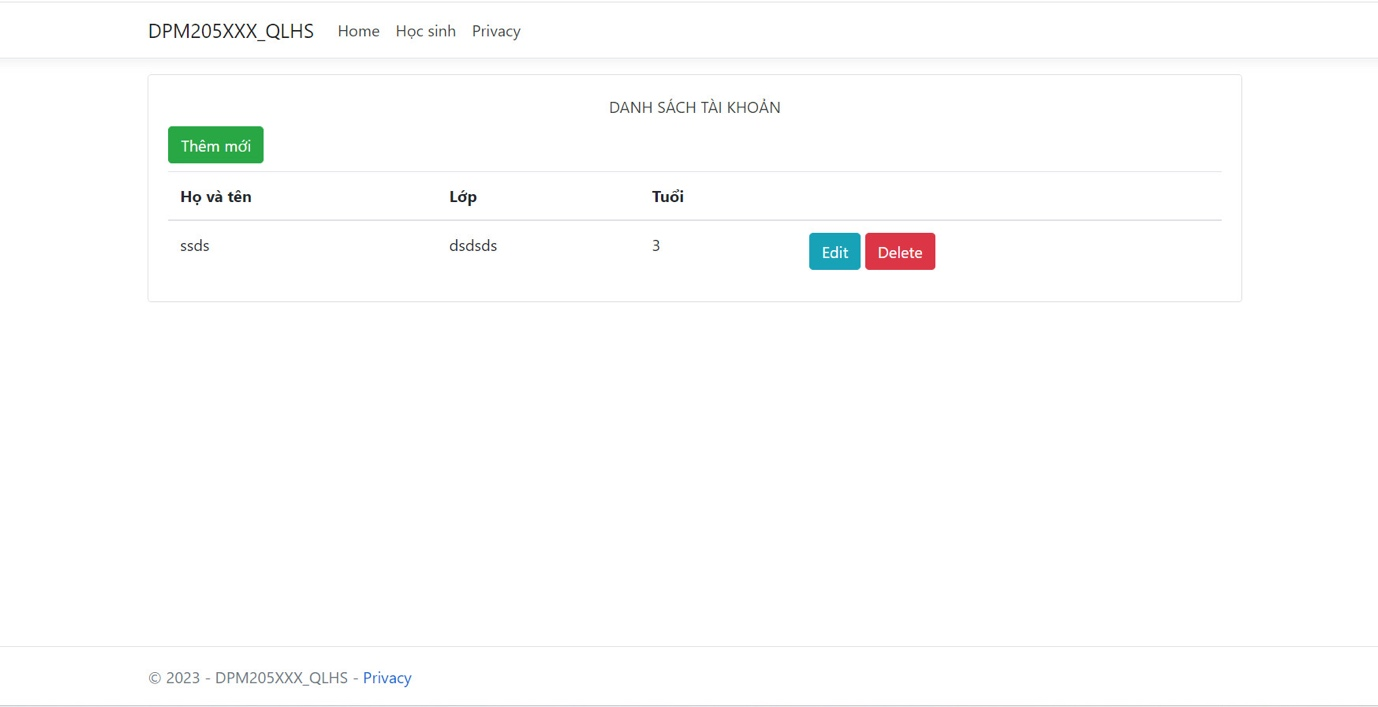 DPM205XXX_QLHS Home Học sinh Privacy
DANH SÁCH TÀI KHOẢN
Thêm mới
Họ và tên Lớp Tuổi
ssds dsdsds 3 Edit Delete
© 2023 - DPM205XXX_QLHS - Privacy